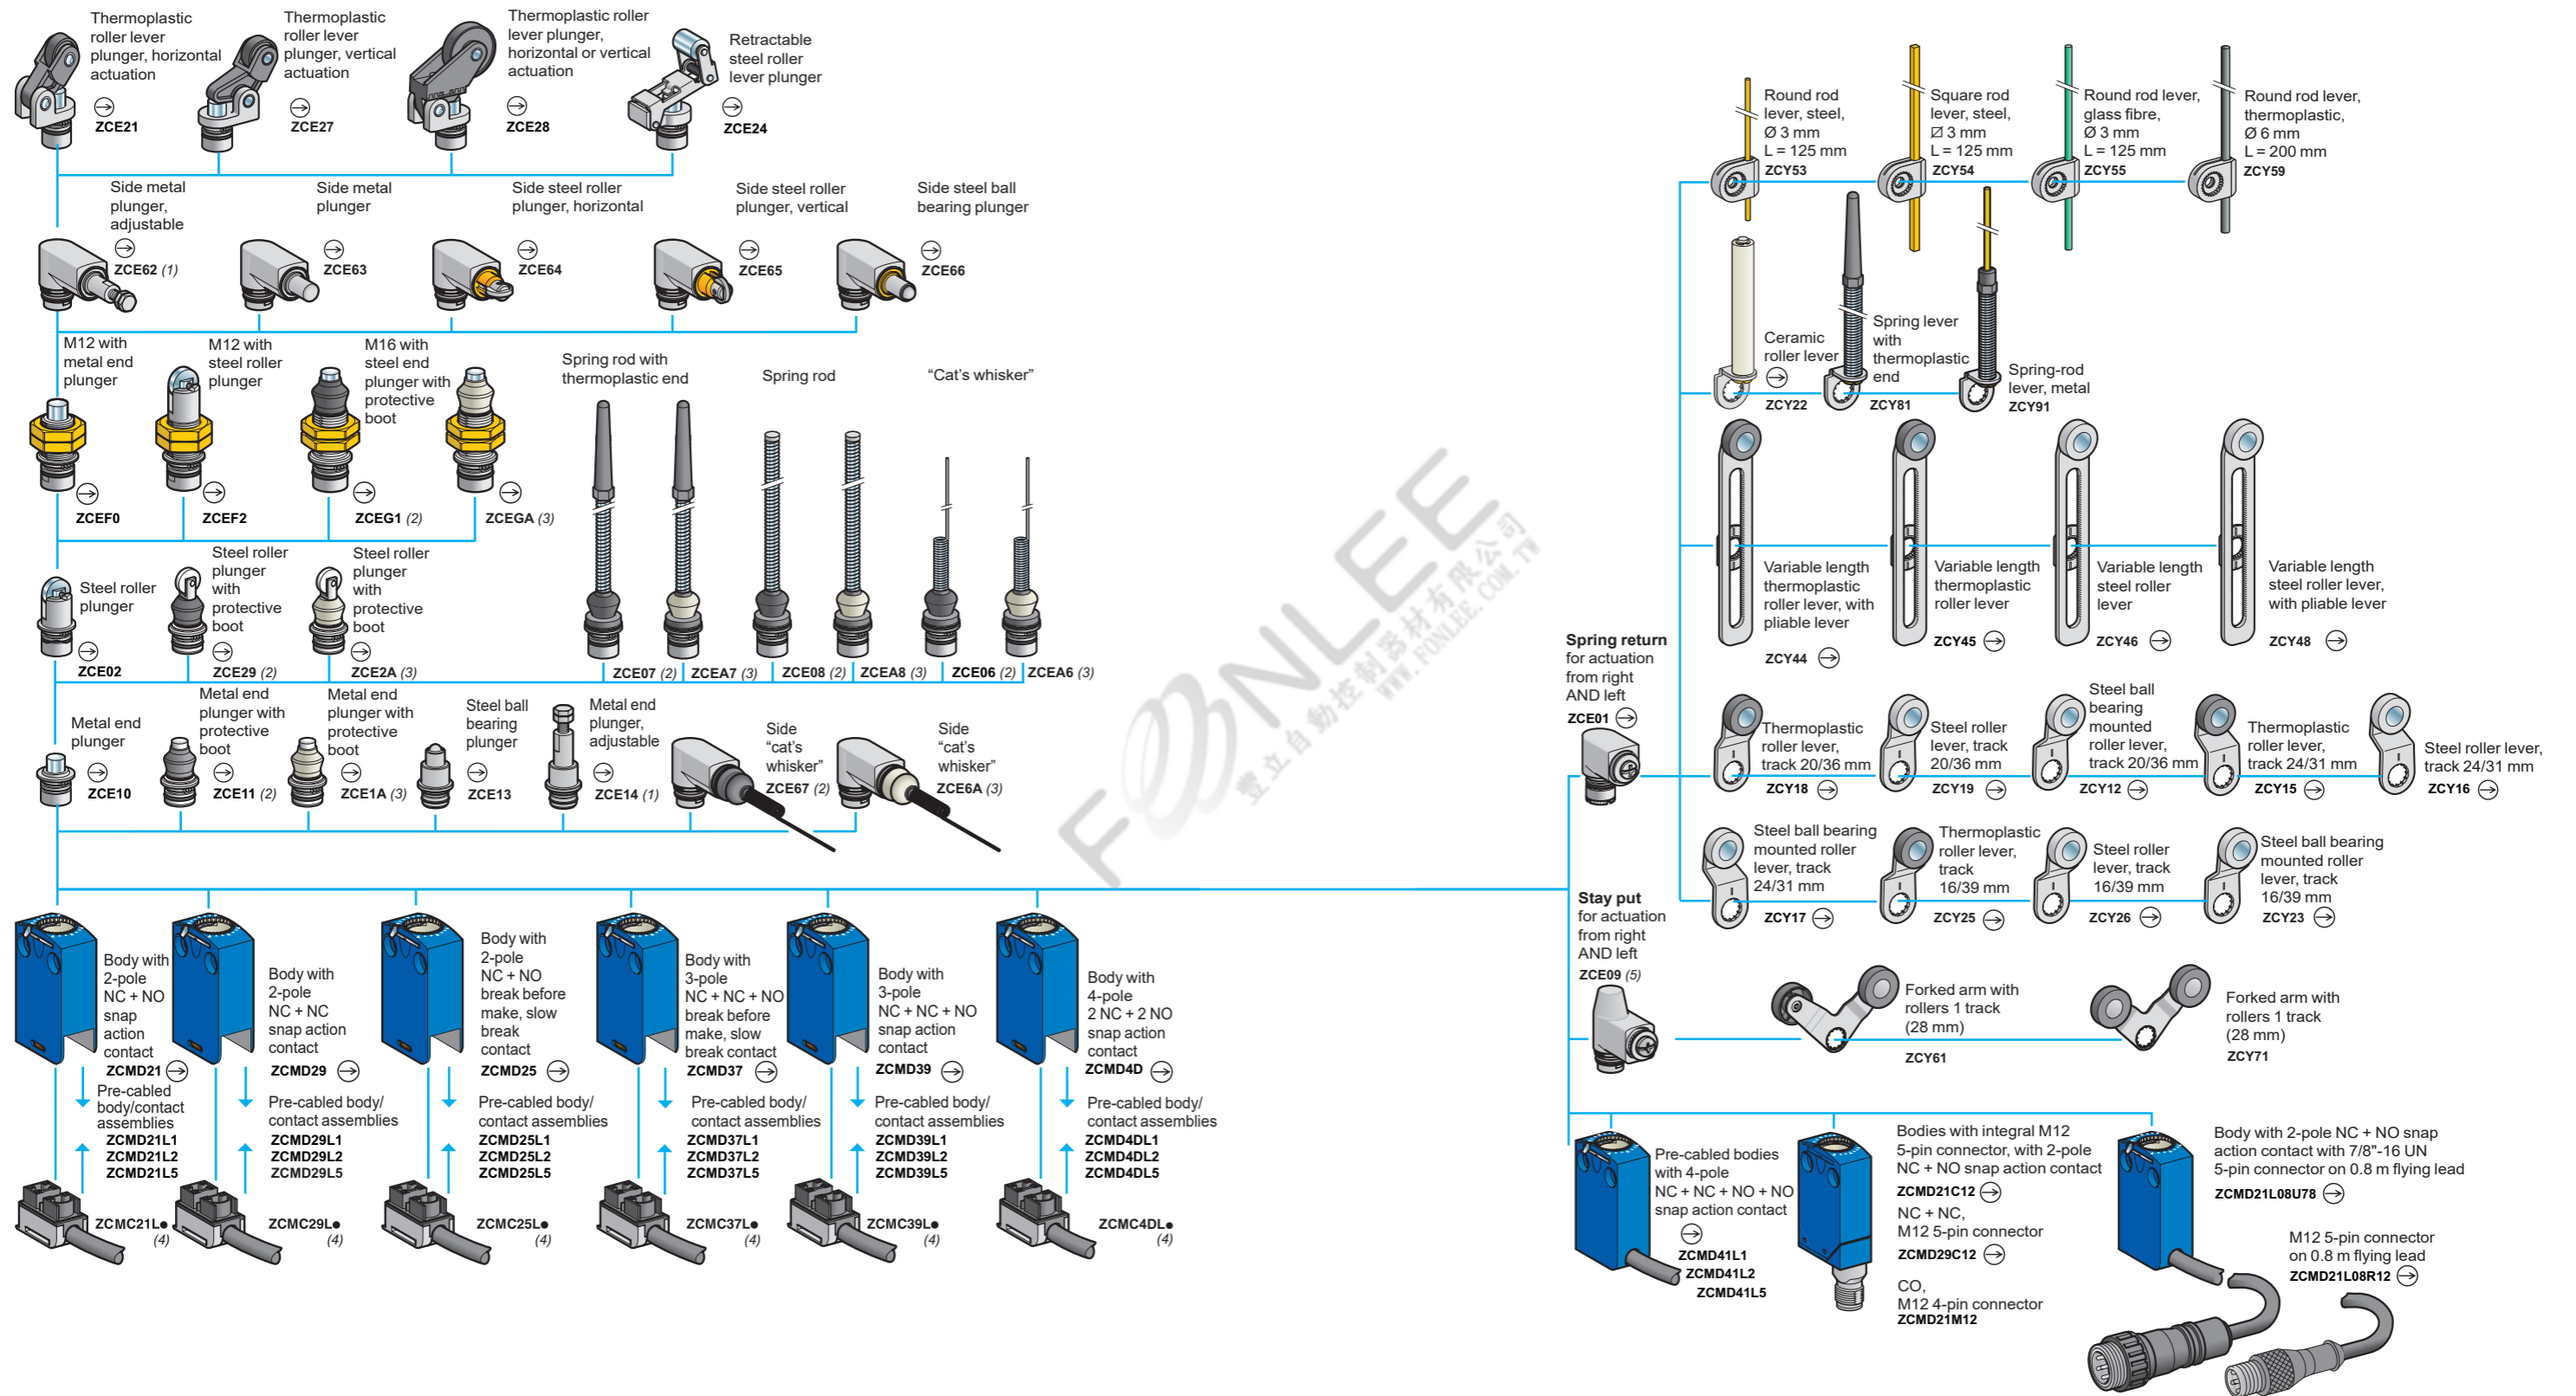 Thermoplastic
roller lever
plunger, horizontal
actuation
ZCE21
Thermoplastic
roller lever
plunger, vertical
actuation
ZCE27
Thermoplastic roller
lever plunger,
horizontal or vertical
actuation
ZCE28
Retractable
steel roller
lever plunger
ZCE24
Side metal
plunger,
adjustable
ZCE62 (1)
Side metal
plunger
ZCE63
Side steel roller
plunger, horizontal
ZCE64
Side steel roller
plunger, vertical
ZCE65
Side steel ball
bearing plunger
ZCE66
M12 with
metal end
plunger
ZCEF0
M12 with
steel roller
plunger
ZCEF2
M16 with
steel end
plunger with
protective
boot
ZCEG1 (2)
ZCEGA (3)
Spring rod with
thermoplastic end
Spring rod
“Cat’s whisker”
Steel roller
plunger
ZCE02
Steel roller
plunger
with
protective
boot
ZCE29 (2)
Steel roller
plunger
with
protective
boot
ZCE2A (3)
ZCE07 (2)
ZCEA7 (3)
ZCE08 (2)
ZCEA8 (3)
ZCE06 (2)
ZCEA6 (3)
Metal end
plunger
ZCE10
Metal end
plunger with
protective
boot
ZCE11 (2)
Metal end
plunger with
protective
boot
ZCE1A (3)
Steel ball
bearing
plunger
ZCE13
Metal end
plunger,
adjustable
ZCE14 (1)
Side
“cat’s
whisker”
ZCE67 (2)
Side
“cat’s
whisker”
ZCE6A (3)
Body with
2-pole
NC + NO
snap
action
contact
ZCMD21
Pre-cabled
body/contact
assemblies
ZCMD21L1
ZCMD21L2
ZCMD21L5
ZCMC21L●
(4)
Body with
2-pole
NC + NC
snap action
contact
ZCMD29
Pre-cabled body/
contact assemblies
ZCMD29L1
ZCMD29L2
ZCMD29L5
ZCMC29L●
(4)
Body with
2-pole
NC + NO
break before
make, slow
break
contact
ZCMD25
Pre-cabled body/
contact assemblies
ZCMD25L1
ZCMD25L2
ZCMD25L5
ZCMC25L●
(4)
Body with
3-pole
NC + NC + NO
break before
make, slow
break contact
ZCMD37
Pre-cabled body/
contact assemblies
ZCMD37L1
ZCMD37L2
ZCMD37L5
ZCMC37L●
(4)
Body with
3-pole
NC + NC + NO
snap action
contact
ZCMD39
Pre-cabled body/
contact assemblies
ZCMD39L1
ZCMD39L2
ZCMD39L5
ZCMC39L●
(4)
Body with
4-pole
2 NC + 2 NO
snap action
contact
ZCMD4D
Pre-cabled body/
contact assemblies
ZCMD4DL1
ZCMD4DL2
ZCMD4DL5
ZCMC4DL●
(4)
FONLEE
豐立自動控制器材有限公司
WWW.FONLEE.COM.TW
Round rod
lever, steel,
Ø 3 mm
L = 125 mm
ZCY53
Square rod
lever, steel,
⌀ 3 mm
L = 125 mm
ZCY54
Round rod lever,
glass fibre,
Ø 3 mm
L = 125 mm
ZCY55
Round rod lever,
thermoplastic,
Ø 6 mm
L = 200 mm
ZCY59
Ceramic
roller lever
ZCY22
Spring lever
with
thermoplastic
end
ZCY81
Spring-rod
lever, metal
ZCY91
Variable length
thermoplastic
roller lever, with
pliable lever
ZCY44
Variable length
thermoplastic
roller lever
ZCY45
Variable length
steel roller
lever
ZCY46
Variable length
steel roller lever,
with pliable lever
ZCY48
Spring return
for actuation
from right
AND left
ZCE01
Thermoplastic
roller lever,
track 20/36 mm
ZCY18
Steel roller
lever, track
20/36 mm
ZCY19
Steel ball
bearing
mounted
roller lever,
track 20/36 mm
ZCY12
Thermoplastic
roller lever,
track 24/31 mm
ZCY15
Steel roller lever,
track 24/31 mm
ZCY16
Steel ball bearing
mounted roller
lever, track
24/31 mm
ZCY17
Thermoplastic
roller lever,
track
16/39 mm
ZCY25
Steel roller
lever, track
16/39 mm
ZCY26
Steel ball bearing
mounted roller
lever, track
16/39 mm
ZCY23
Stay put
for actuation
from right
AND left
ZCE09 (5)
Forked arm with
rollers 1 track
(28 mm)
ZCY61
Forked arm with
rollers 1 track
(28 mm)
ZCY71
Pre-cabled bodies
with 4-pole
NC + NC + NO + NO
snap action contact
ZCMD41L1
ZCMD41L2
ZCMD41L5
Bodies with integral M12
5-pin connector, with 2-pole
NC + NO snap action contact
ZCMD21C12
NC + NC,
M12 5-pin connector
ZCMD29C12
CO,
M12 4-pin connector
ZCMD21M12
Body with 2-pole NC + NO snap
action contact with 7/8"-16 UN
5-pin connector on 0.8 m flying lead
ZCMD21L08U78
M12 5-pin connector
on 0.8 m flying lead
ZCMD21L08R12